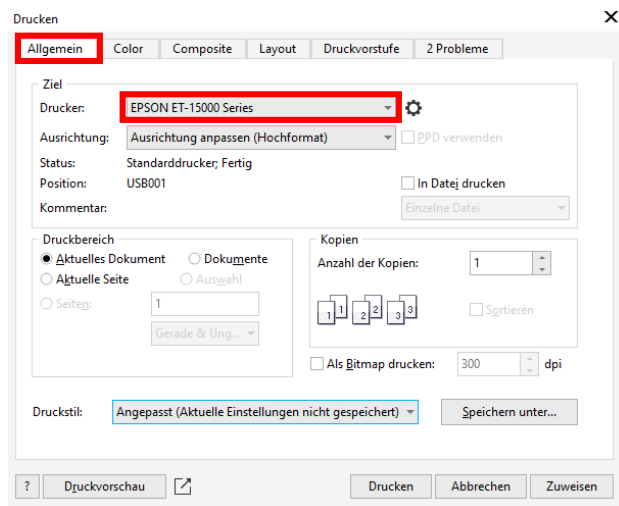 Drucken
Allgemein Color Composite Layout Druckvorstufe 2 Probleme
Ziel
Drucker: EPSON ET-15000 Series
Ausrichtung: Ausrichtung anpassen (Hochformat) PPD verwenden
Status: Standarddrucker; Fertig
Position: USB001 In Datei drucken
Kommentar: Einzelne Datei
Druckbereich
Aktuelles Dokument Dokumente
Aktuelle Seite Auswahl
Seiten: 1
Gerade & Ung...
Kopien
Anzahl der Kopien: 1
1 1 2 2 3 3 Sortieren
Als Bitmap drucken: 300 dpi
Druckstil: Angepasst (Aktuelle Einstellungen nicht gespeichert) Speichern unter...
? Druckvorschau Drucken Abbrechen Zuweisen